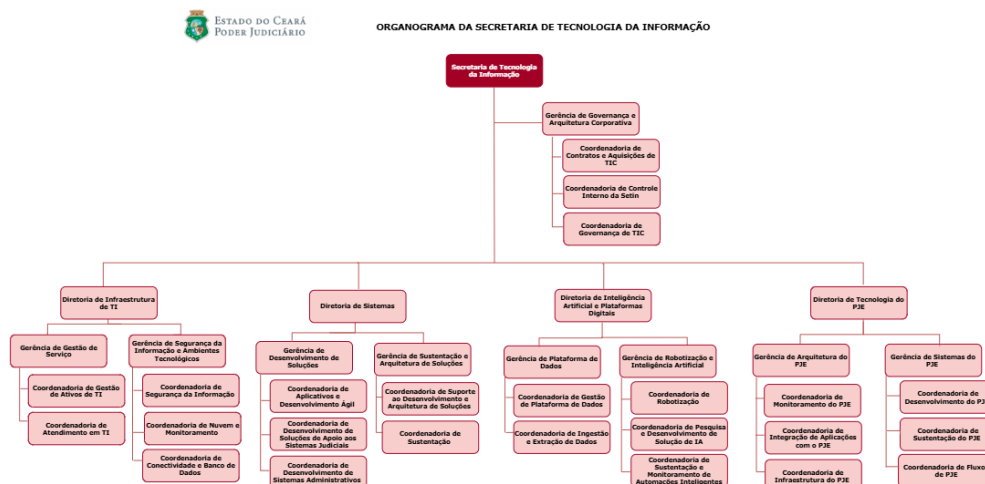 ESTADO DO CEARÁ
PODER JUDICIÁRIO
ORGANOGRAMA DA SECRETARIA DE TECNOLOGIA DA INFORMAÇÃO
Secretaria de Tecnologia
da Informação
Gerência de Governança e
Arquitetura Corporativa
Coordenadoria de
Contratos e Aquisições de
TIC
Coordenadoria de Controle
Interno da Setin
Coordenadoria de
Governança de TIC
Diretoria de Infraestrutura
de TI
Gerência de Gestão de
Serviço
Coordenadoria de Gestão
de Ativos de TI
Coordenadoria de
Atendimento em TI
Gerência de Segurança da
Informação e Ambientes
Tecnológicos
Coordenadoria de
Segurança da Informação
Coordenadoria de Nuvem e
Monitoramento
Coordenadoria de
Conectividade e Banco de
Dados
Diretoria de Sistemas
Gerência de
Desenvolvimento de
Soluções
Coordenadoria de
Aplicativos e
Desenvolvimento Ágil
Coordenadoria de
Desenvolvimento de
Soluções de Apoio aos
Sistemas Judiciais
Coordenadoria de
Desenvolvimento de
Sistemas Administrativos
Gerência de Sustentação e
Arquitetura de Soluções
Coordenadoria de Suporte
ao Desenvolvimento e
Arquitetura de Soluções
Coordenadoria de
Sustentação
Diretoria de Inteligência
Artificial e Plataformas
Digitais
Gerência de Plataforma de
Dados
Coordenadoria de Gestão
de Plataforma de Dados
Coordenadoria de Ingestão
e Extração de Dados
Gerência de Robotização e
Inteligência Artificial
Coordenadoria de
Robotização
Coordenadoria de Pesquisa
e Desenvolvimento de
Solução de IA
Coordenadoria de
Sustentação e
Monitoramento de
Automações Inteligentes
Diretoria de Tecnologia do
PJE
Gerência de Arquitetura do
PJE
Coordenadoria de
Monitoramento do PJE
Coordenadoria de
Integração de Aplicações
com o PJE
Coordenadoria de
Infraestrutura do PJE
Gerência de Sistemas do
PJE
Coordenadoria de
Desenvolvimento do PJ
Coordenadoria de
Sustentação do PJE
Coordenadoria de Fluxo
de PJE